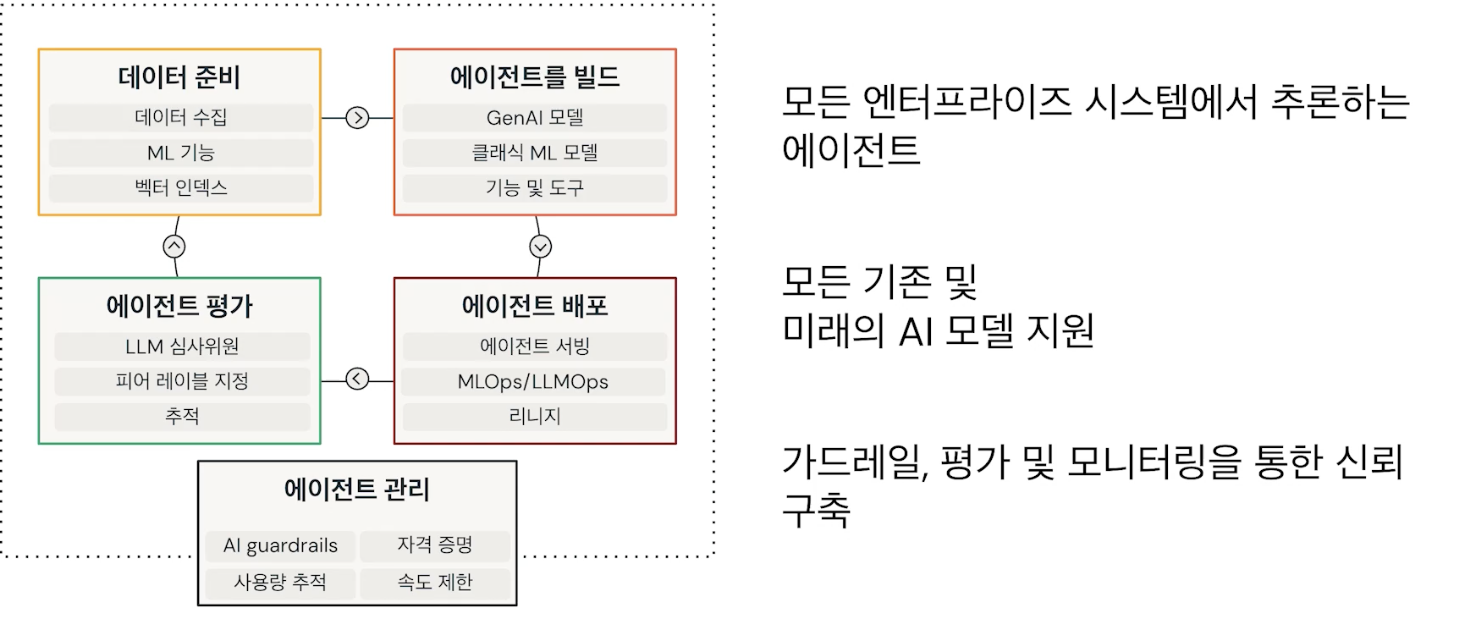 데이터 준비
데이터 수집
ML 기능
벡터 인덱스
에이전트를 빌드
GenAI 모델
클래식 ML 모델
기능 및 도구
에이전트 평가
LLM 심사위원
피어 레이블 지정
추적
에이전트 배포
에이전트 서빙
MLOps/LLMOps
리니지
에이전트 관리
AI guardrails
자격 증명
사용량 추적
속도 제한
모든 엔터프라이즈 시스템에서 추론하는
에이전트
모든 기존 및
미래의 AI 모델 지원
가드레일, 평가 및 모니터링을 통한 신뢰
구축